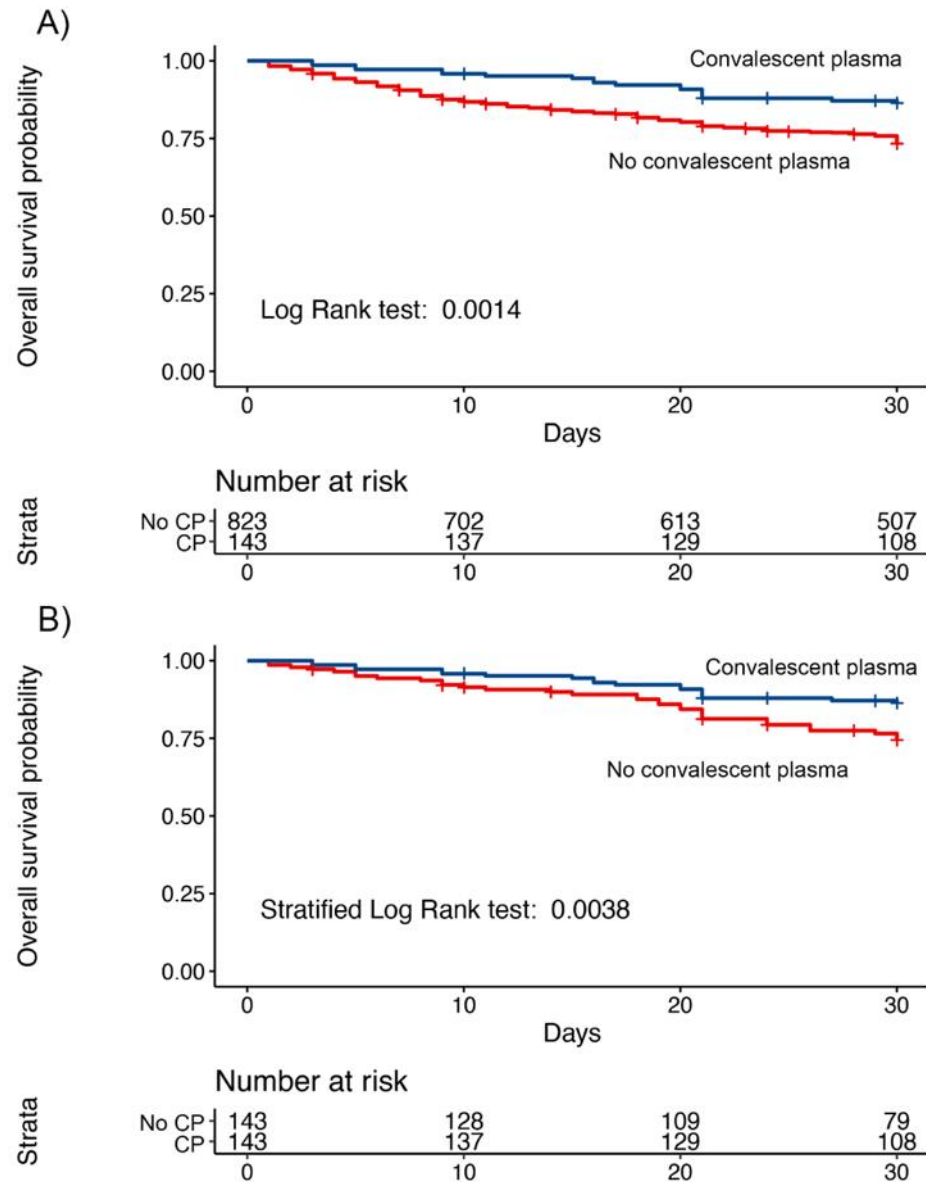 A)
Overall survival probability
1.00
0.75
0.50
0.25
0.00
Convalescent plasma
No convalescent plasma
Log Rank test: 0.0014
0 10 20 30
Days
Number at risk
Strata
No CP 823 702 613 507
CP 143 137 129 108
0 10 20 30
B)
Overall survival probability
1.00
0.75
0.50
0.25
0.00
Convalescent plasma
No convalescent plasma
Stratified Log Rank test: 0.0038
0 10 20 30
Days
Number at risk
Strata
No CP 143 128 109 79
CP 143 137 129 108
0 10 20 30